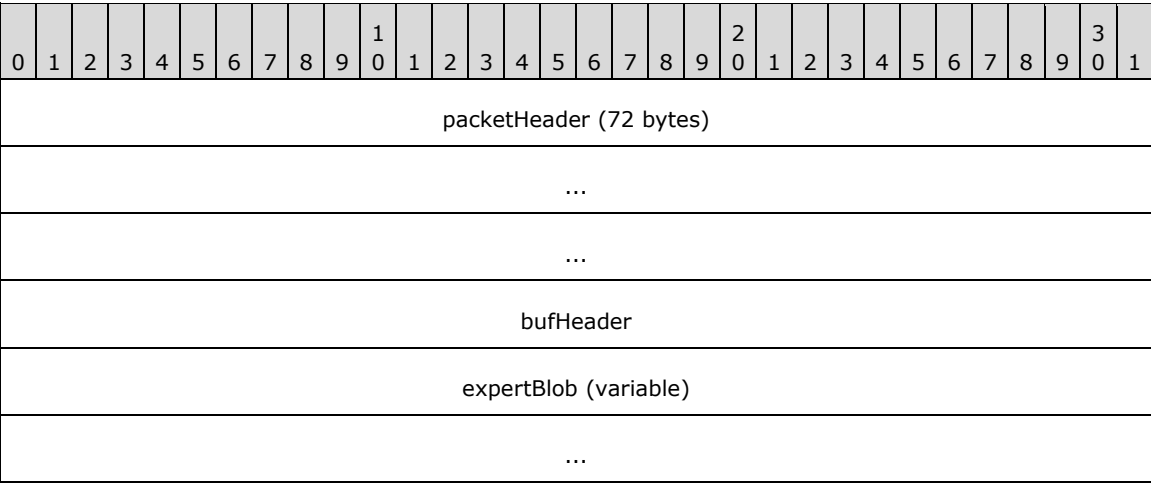 1 2 3
0 1 2 3 4 5 6 7 8 9 0 1 2 3 4 5 6 7 8 9 0 1 2 3 4 5 6 7 8 9 0 1
packetHeader (72 bytes)
...
...
bufHeader
expertBlob (variable)
...